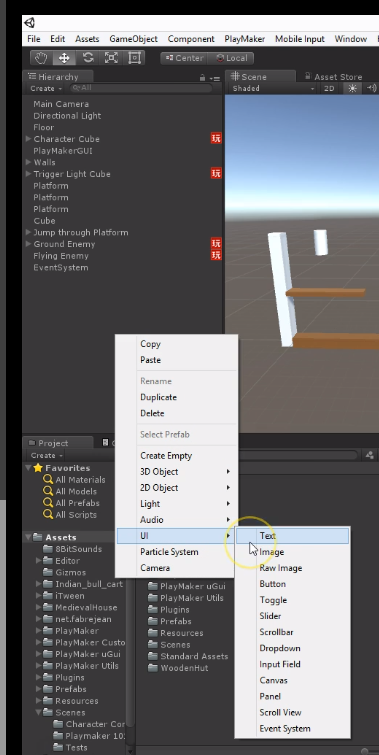 File Edit Assets GameObject Component PlayMaker Mobile Input Window
Center Local
Hierarchy
Create All
Main Camera
Directional Light
Floor
Character Cube
PlayMakerGUI
Walls
Trigger Light Cube
Platform
Platform
Platform
Cube
Jump through Platform
Ground Enemy
Flying Enemy
EventSystem
Scene Asset Store
Shaded 2D
Copy
Paste
Rename
Duplicate
Delete
Select Prefab
Create Empty
3D Object
2D Object
Light
Audio
UI
Particle System
Camera
Text
Image
Raw Image
Button
Toggle
Slider
Scrollbar
Dropdown
Input Field
Canvas
Panel
Scroll View
Event System
Project
Create
Favorites
All Materials
All Models
All Prefabs
All Scripts
Assets
8BitSounds
Editor
Gizmos
Indian_bull_cart
iTween
MedievalHouse
net.fabrejean
PlayMaker
PlayMaker Custo
PlayMaker uGui
PlayMaker Utils
Plugins
Prefabs
Resources
Scenes
Character Cor
Playmaker 10
Tests
PlayMaker uGui
PlayMaker Utils
Plugins
Prefabs
Resources
Scenes
Standard Assets
WoodenHut